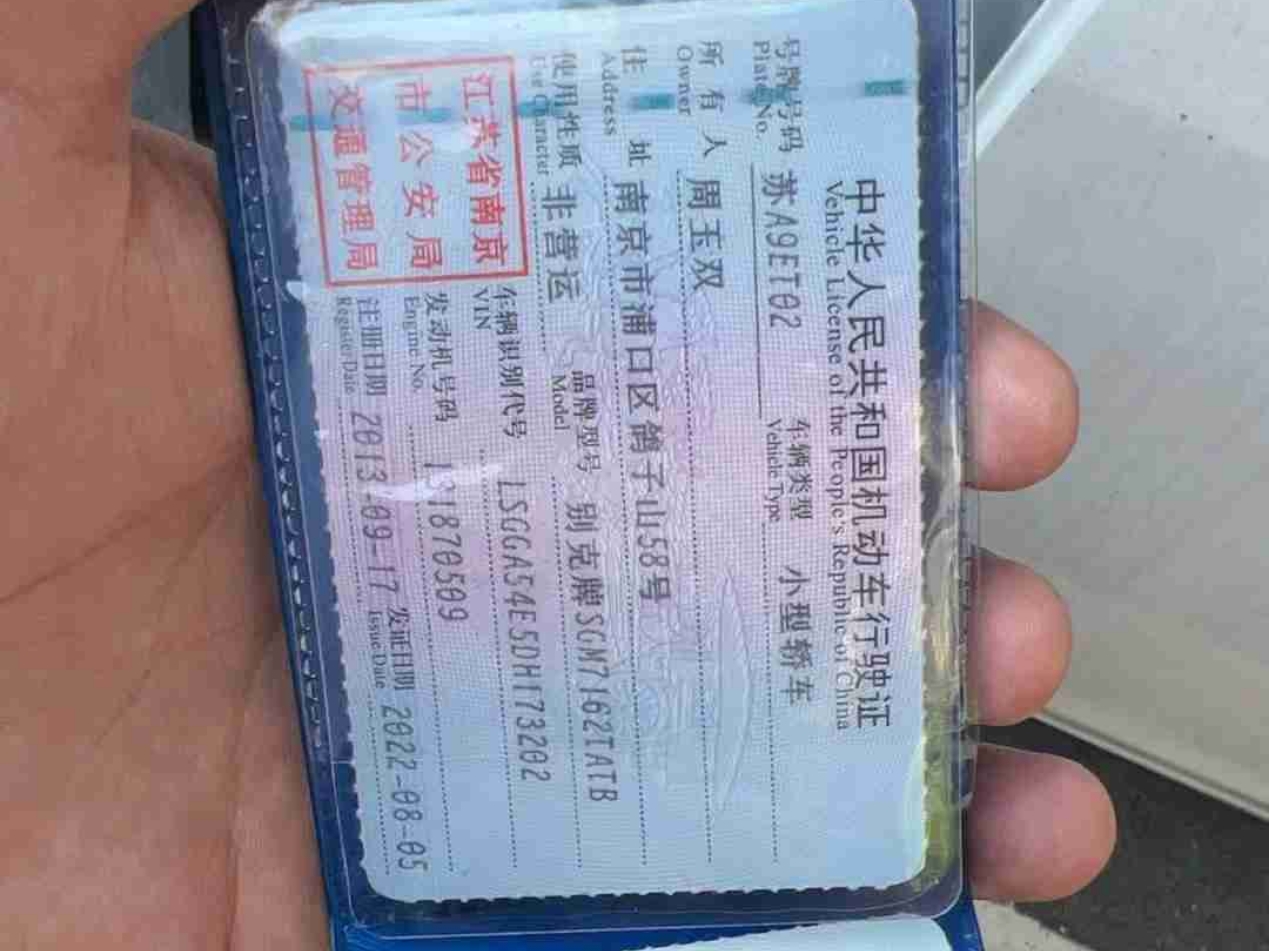 中华人民共和国机动车行驶证
Vehicle License of the People's Republic of China
号牌号码 苏A9ET02 车辆类型 小型轿车
Plate No. Vehicle Type
所有人 周玉双
Owner
住址 南京市浦口区鸽子山58号
Address
使用性质 非营运 品牌型号 别克牌SGM7162TATB
Use Character Model
江苏省南京
市公安局
交通管理局
车辆识别代号 LSGGA54E5DH173202
VIN
发动机号码 131870509
Engine No.
注册日期 2013-09-17 发证日期 2022-08-05
Register Date Issue Date